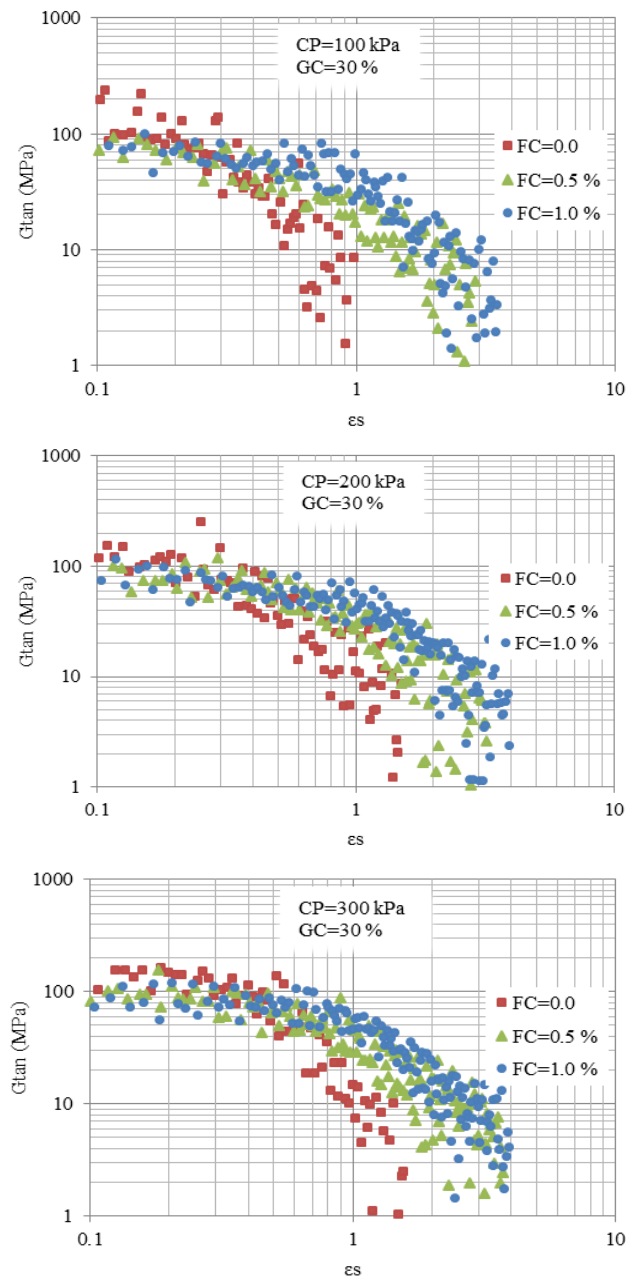 1000
CP=100 kPa
GC=30 %
100
FC=0.0
FC=0.5 %
FC=1.0 %
Gtan (MPa)
10
1
0.1
1
10
εs
1000
CP=200 kPa
GC=30 %
100
FC=0.0
FC=0.5 %
FC=1.0 %
Gtan (MPa)
10
1
0.1
1
10
εs
1000
CP=300 kPa
GC=30 %
100
FC=0.0
FC=0.5 %
FC=1.0 %
Gtan (MPa)
10
1
0.1
1
10
εs